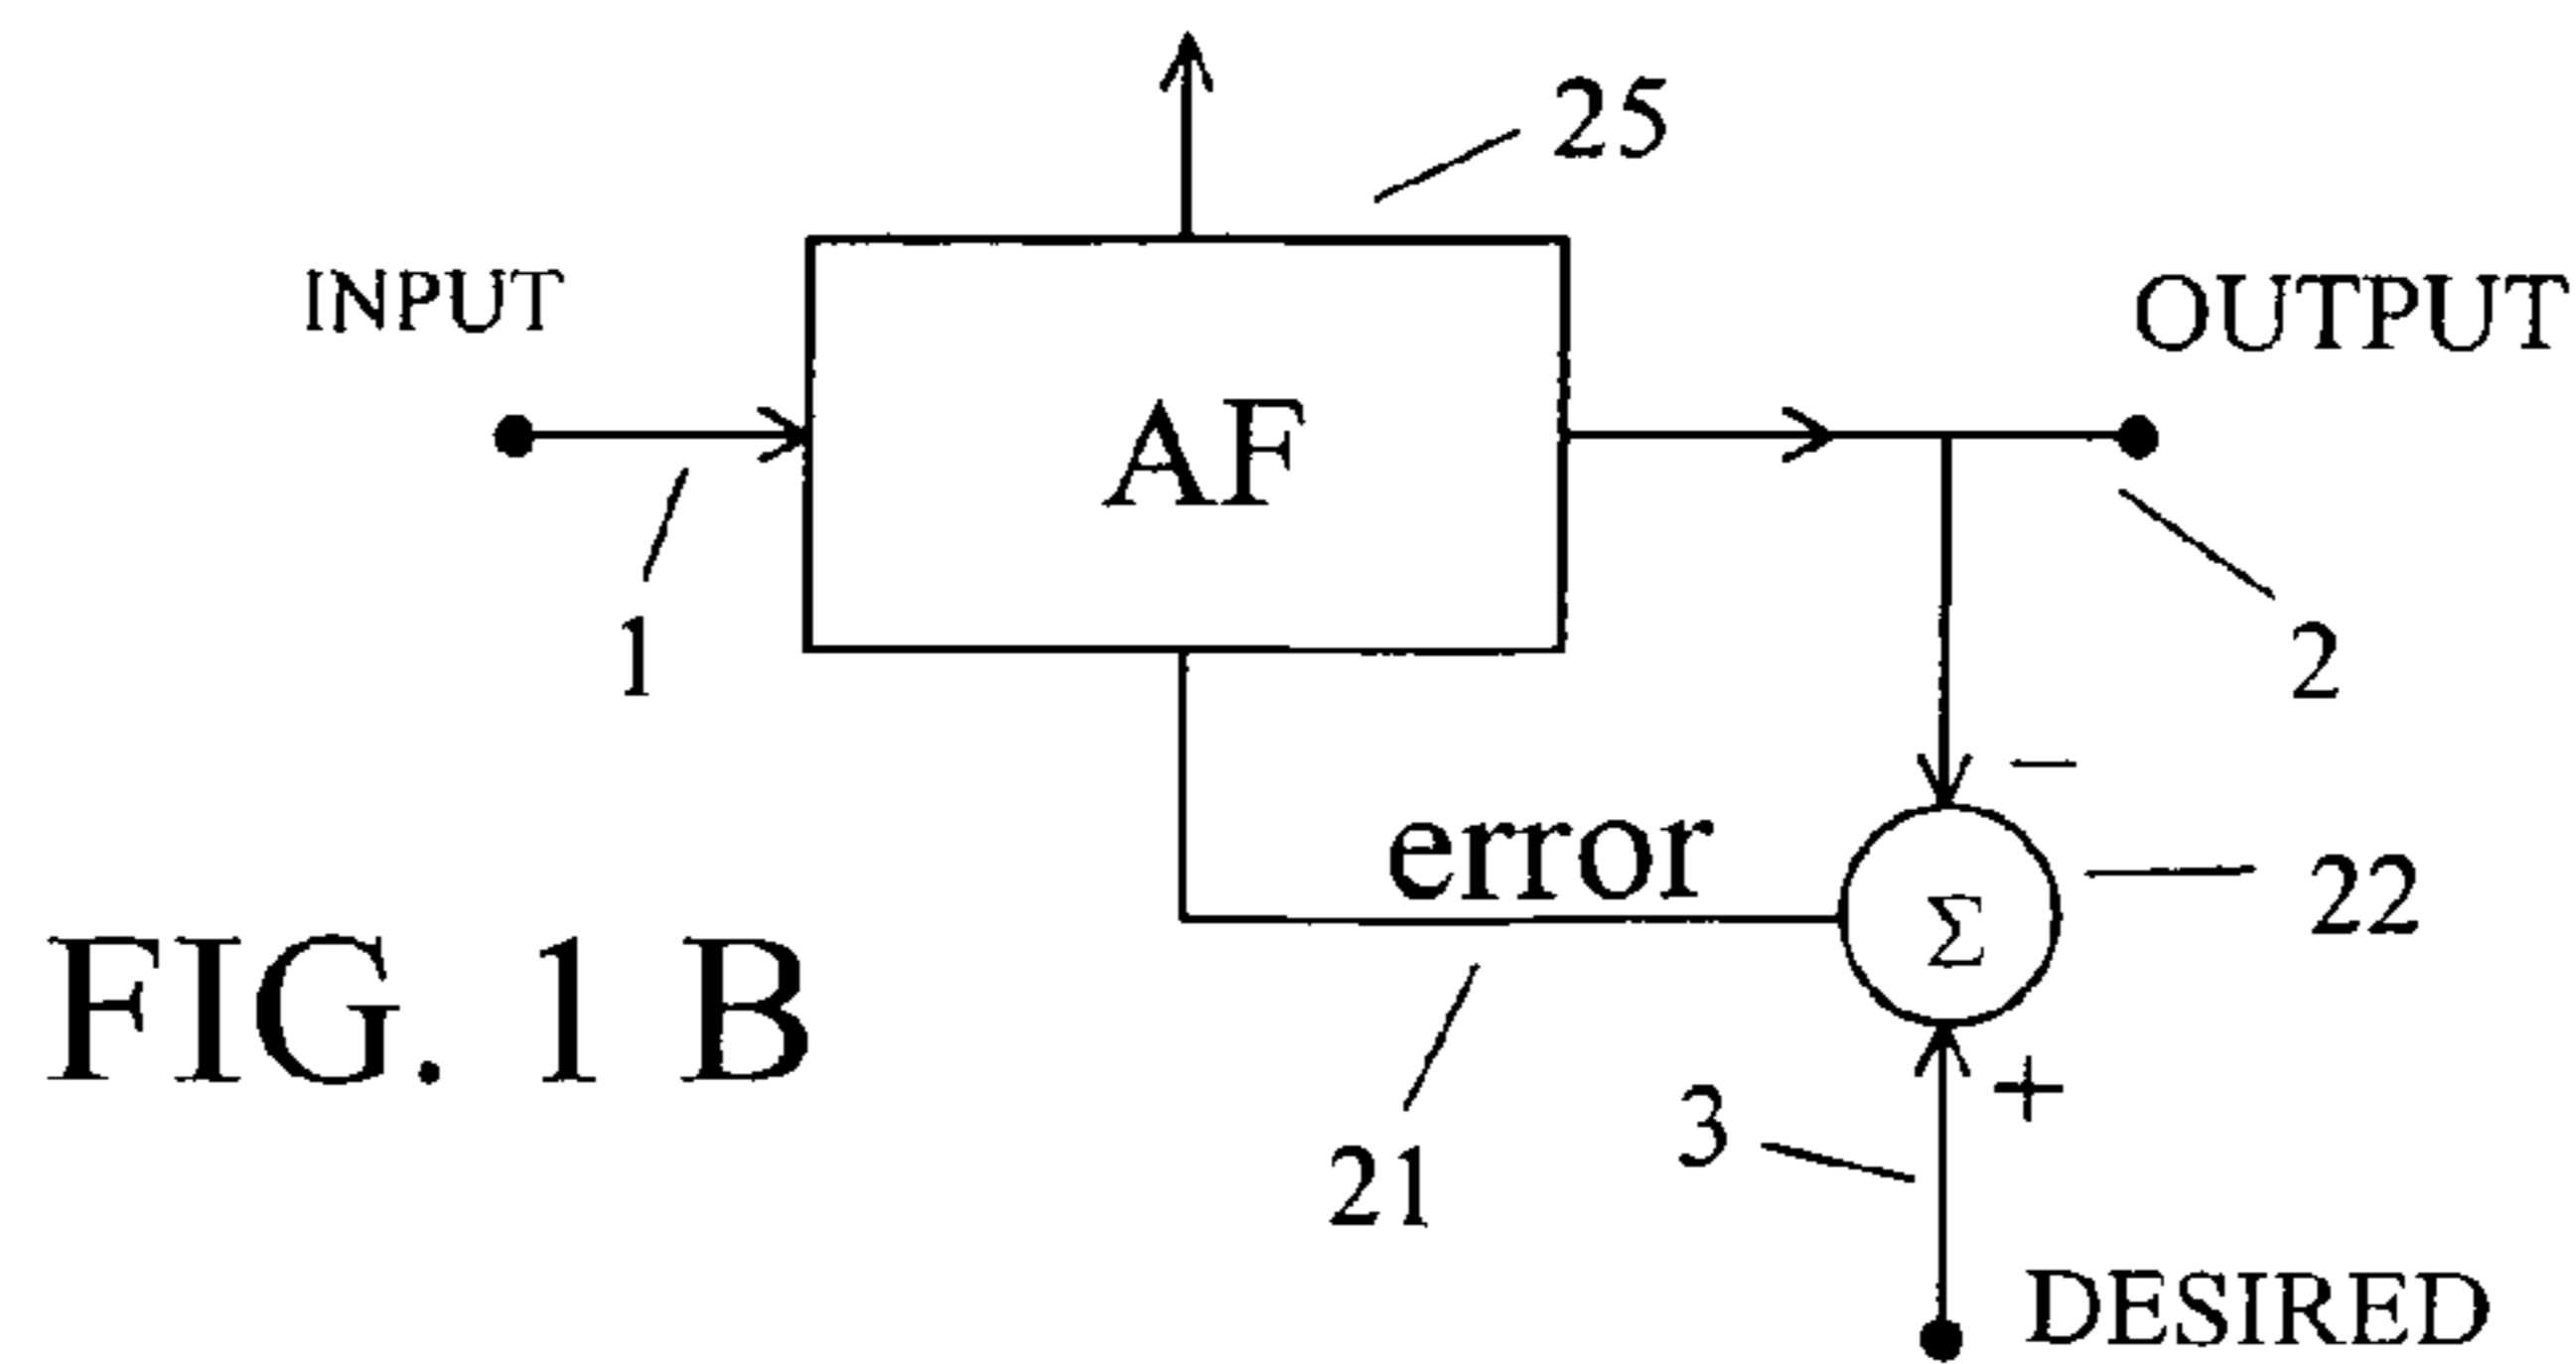 25
INPUT
OUTPUT
AF
1
2
−
error
Σ
22
FIG. 1 B
3
+
21
DESIRED